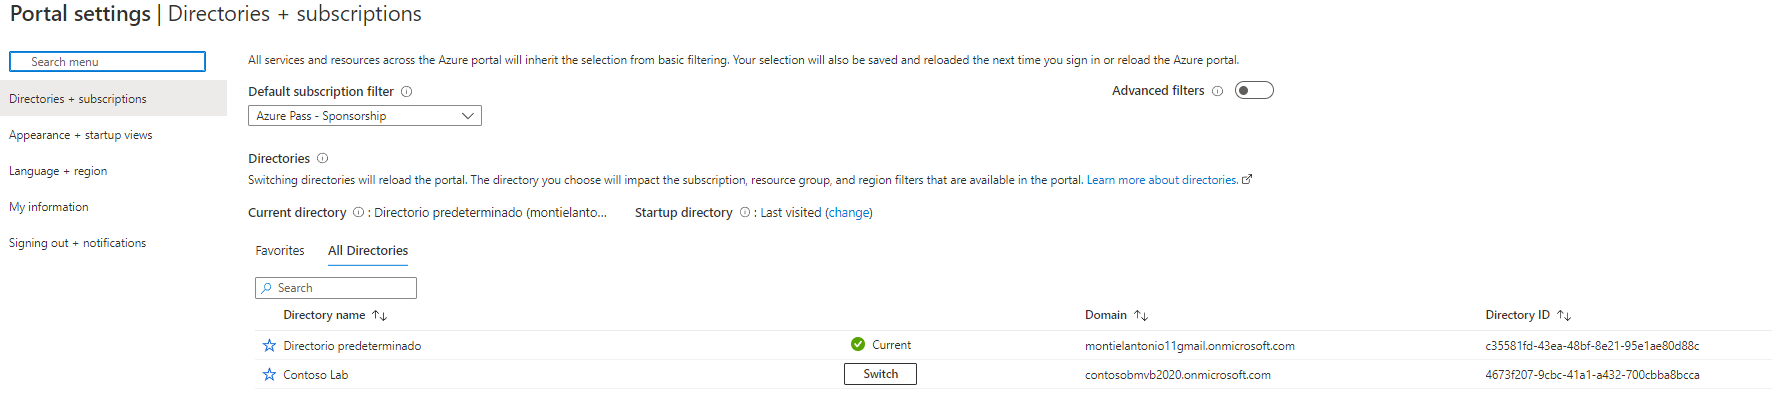 Portal settings | Directories + subscriptions
Search menu
Directories + subscriptions
Appearance + startup views
Language + region
My information
Signing out + notifications
All services and resources across the Azure portal will inherit the selection from basic filtering. Your selection will also be saved and reloaded the next time you sign in or reload the Azure portal.
Default subscription filter
Advanced filters
Azure Pass - Sponsorship
Directories
Switching directories will reload the portal. The directory you choose will impact the subscription, resource group, and region filters that are available in the portal. Learn more about directories.
Current directory : Directorio predeterminado (montielanto... Startup directory : Last visited (change)
Favorites All Directories
Search
Directory name Domain Directory ID
Directorio predeterminado Current montielantonio11gmail.onmicrosoft.com c35581fd-43ea-48bf-8e21-95e1ae80d88c
Contoso Lab Switch contosobmvb2020.onmicrosoft.com 4673f207-9cbc-41a1-a432-700cbba8bcca